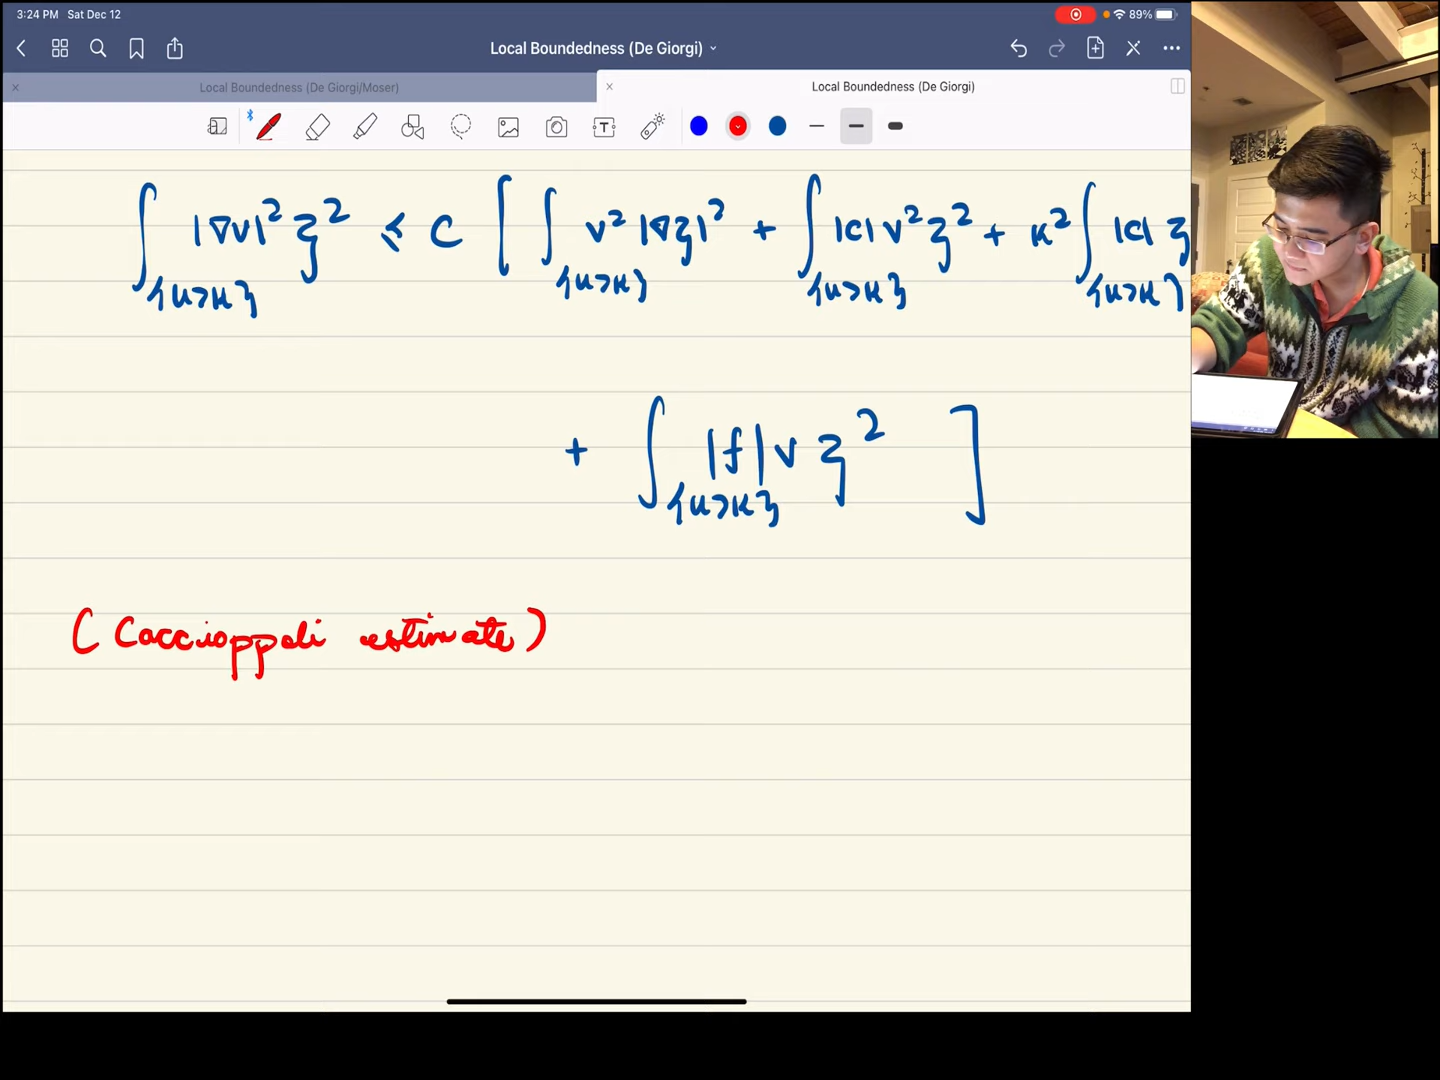 3:24 PM Sat Dec 12
89%
Local Boundedness (De Giorgi)
Local Boundedness (De Giorgi/Moser)
Local Boundedness (De Giorgi)
∫_{u>k} |∇v|² ζ² ≤ C [ ∫_{u>k} v² |∇ζ|² + ∫_{u>k} |c| v² ζ² + k² ∫_{u>k} |c| ζ
+ ∫_{u>k} |f| v ζ² ]
(Caccioppoli estimate)